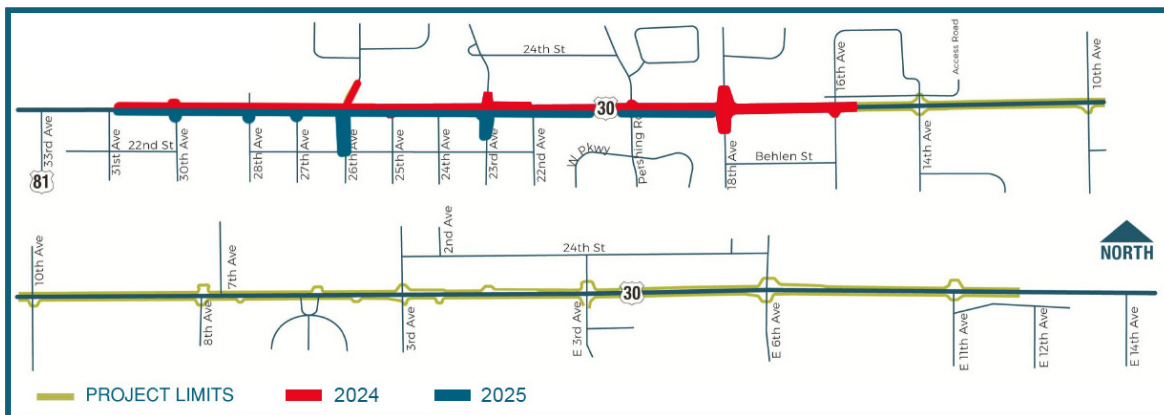 24th St
16th Ave
Access Road
10th Ave
30
33rd Ave
31st Ave
22nd St
30th Ave
28th Ave
27th Ave
26th Ave
25th Ave
24th Ave
23rd Ave
22nd Ave
W Pkwy
Pershing Ro
18th Ave
Behlen St
14th Ave
81
NORTH
10th Ave
7th Ave
2nd Ave
24th St
30
8th Ave
3rd Ave
E 3rd Ave
E 6th Ave
E 11th Ave
E 12th Ave
E 14th Ave
PROJECT LIMITS
2024
2025